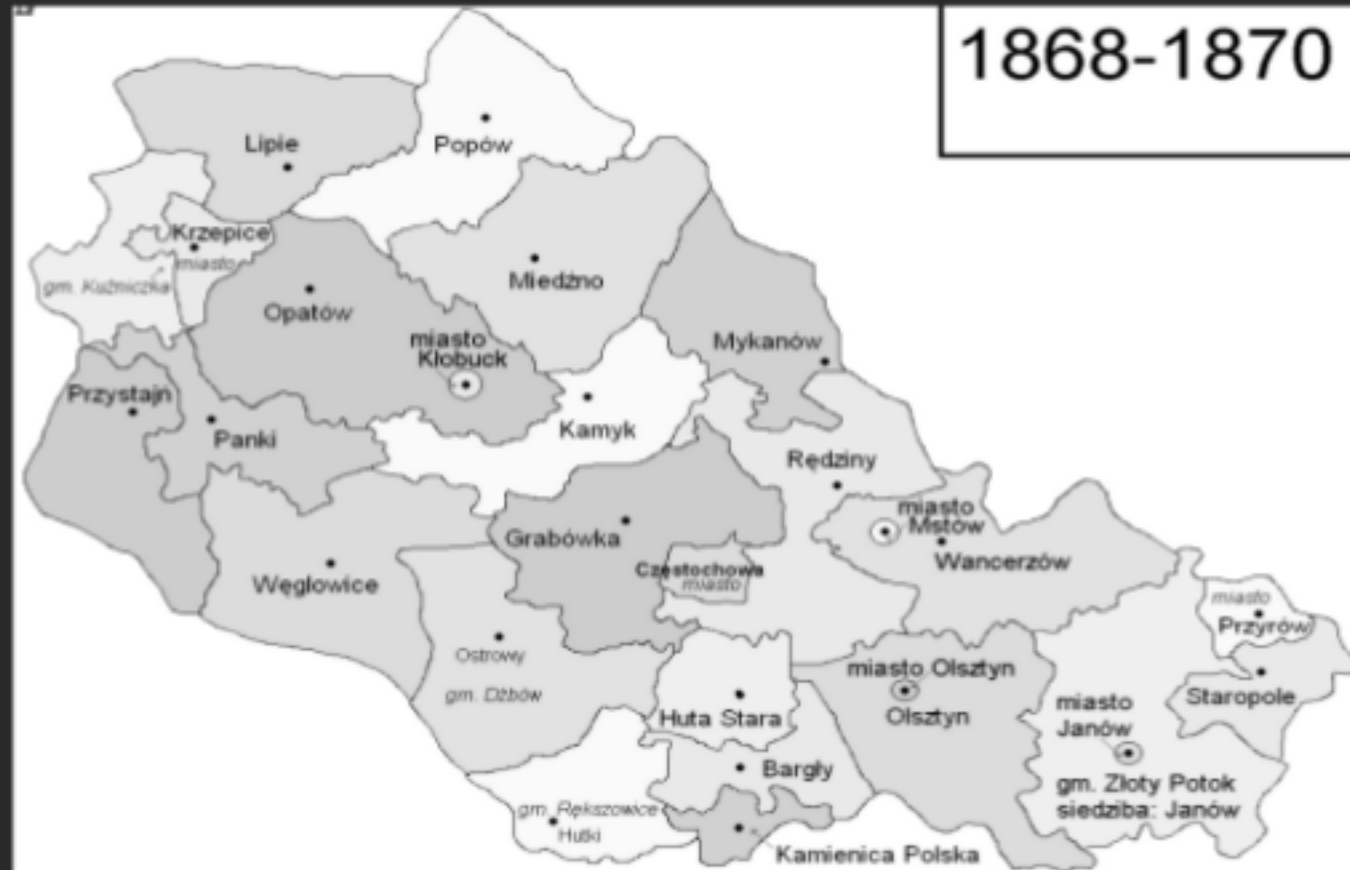 1868-1870
Popów
Lipie
Krzepice
miasto
gm. Kuźniczka
Miedźno
Opatów
miasto
Kłobuck
Mykanów
Przystajń
Panki
Kamyk
Rędziny
miasto
Mstów
Wancerzów
Grabówka
Częstochowa
miasto
Węglowice
miasto
Przyrów
Ostrowy
gm. Dźbów
miasto Olsztyn
Olsztyn
Staropole
Huta Stara
miasto
Janów
Bargły
gm. Złoty Potok
siedziba: Janów
gm. Rększowice
Hutki
Kamienica Polska